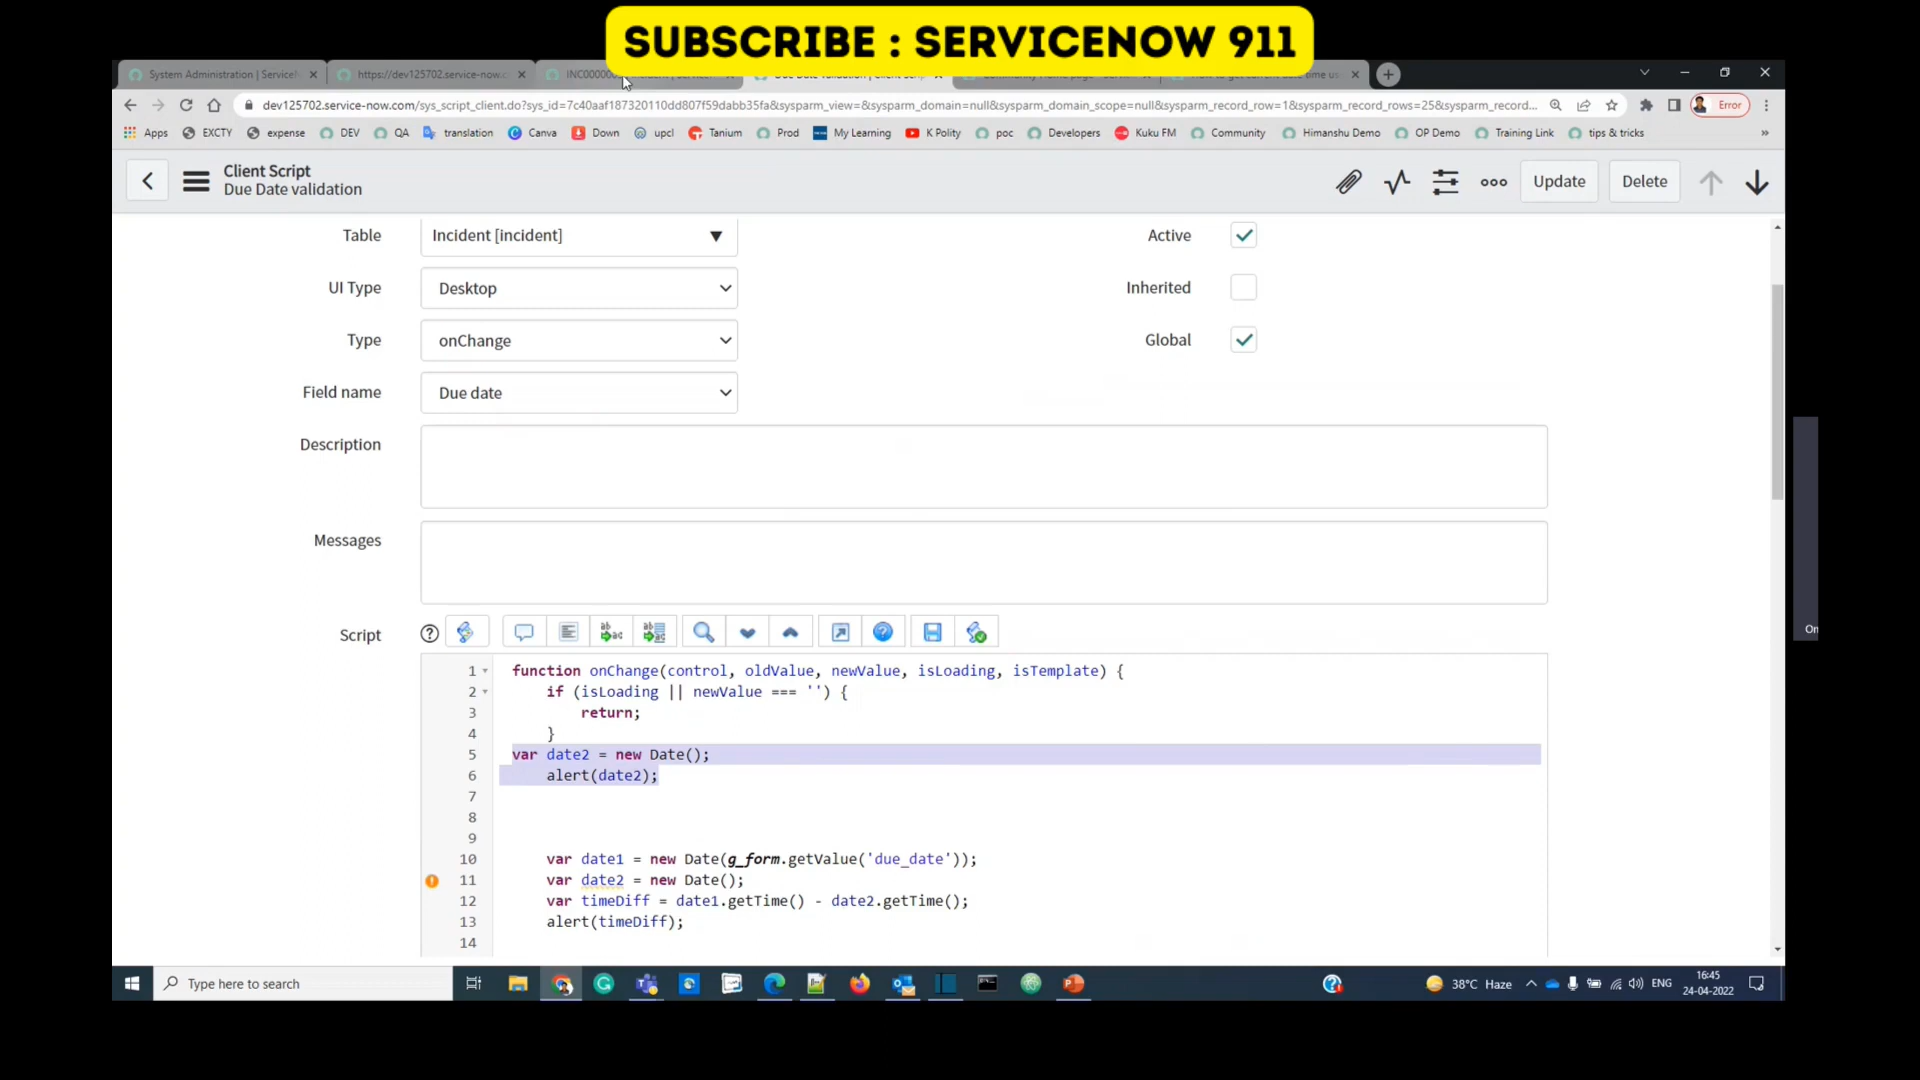 SUBSCRIBE : SERVICENOW 911
System Administration | ServiceN
https://dev125702.service-now.c
dev125702.service-now.com/sys_script_client.do?sys_id=7c40aaf187320110dd807f59dabb35fa&sysparm_view=&sysparm_domain=null&sysparm_domain_scope=null&sysparm_record_row=1&sysparm_record_rows=25&sysparm_record...
Error
Apps EXCTY expense DEV QA translation Canva Down upcl Tanium Prod My Learning K Polity poc Developers Kuku FM Community Himanshu Demo OP Demo Training Link tips & tricks
Client Script
Due Date validation
Update
Delete
Table
Incident [incident]
Active
UI Type
Desktop
Inherited
Type
onChange
Global
Field name
Due date
Description
Messages
Script
1 function onChange(control, oldValue, newValue, isLoading, isTemplate) {
2 if (isLoading || newValue === '') {
3 return;
4 }
5 var date2 = new Date();
6 alert(date2);
7
8
9
10 var date1 = new Date(g_form.getValue('due_date'));
11 var date2 = new Date();
12 var timeDiff = date1.getTime() - date2.getTime();
13 alert(timeDiff);
14
On
Type here to search
38°C Haze
ENG
16:45
24-04-2022